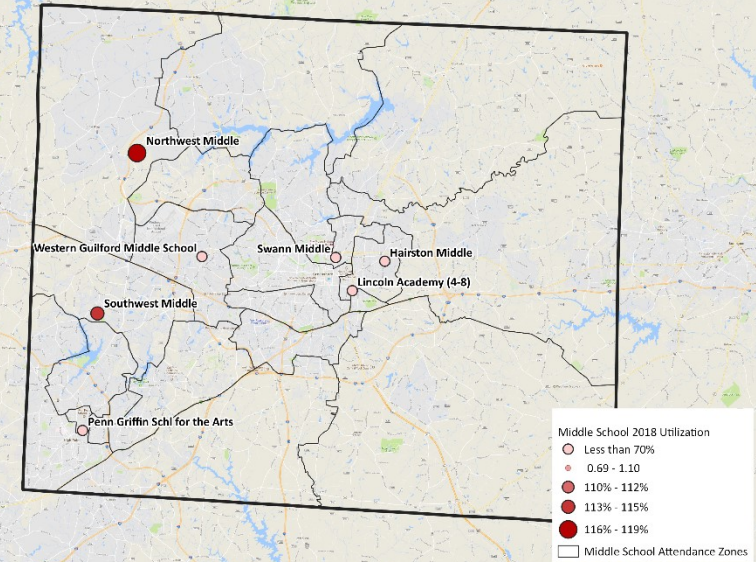 Northwest Middle
Western Guilford Middle School
Swann Middle
Hairston Middle
Lincoln Academy (4-8)
Southwest Middle
Penn Griffin Schl for the Arts
Middle School 2018 Utilization
Less than 70%
0.69 - 1.10
110% - 112%
113% - 115%
116% - 119%
Middle School Attendance Zones